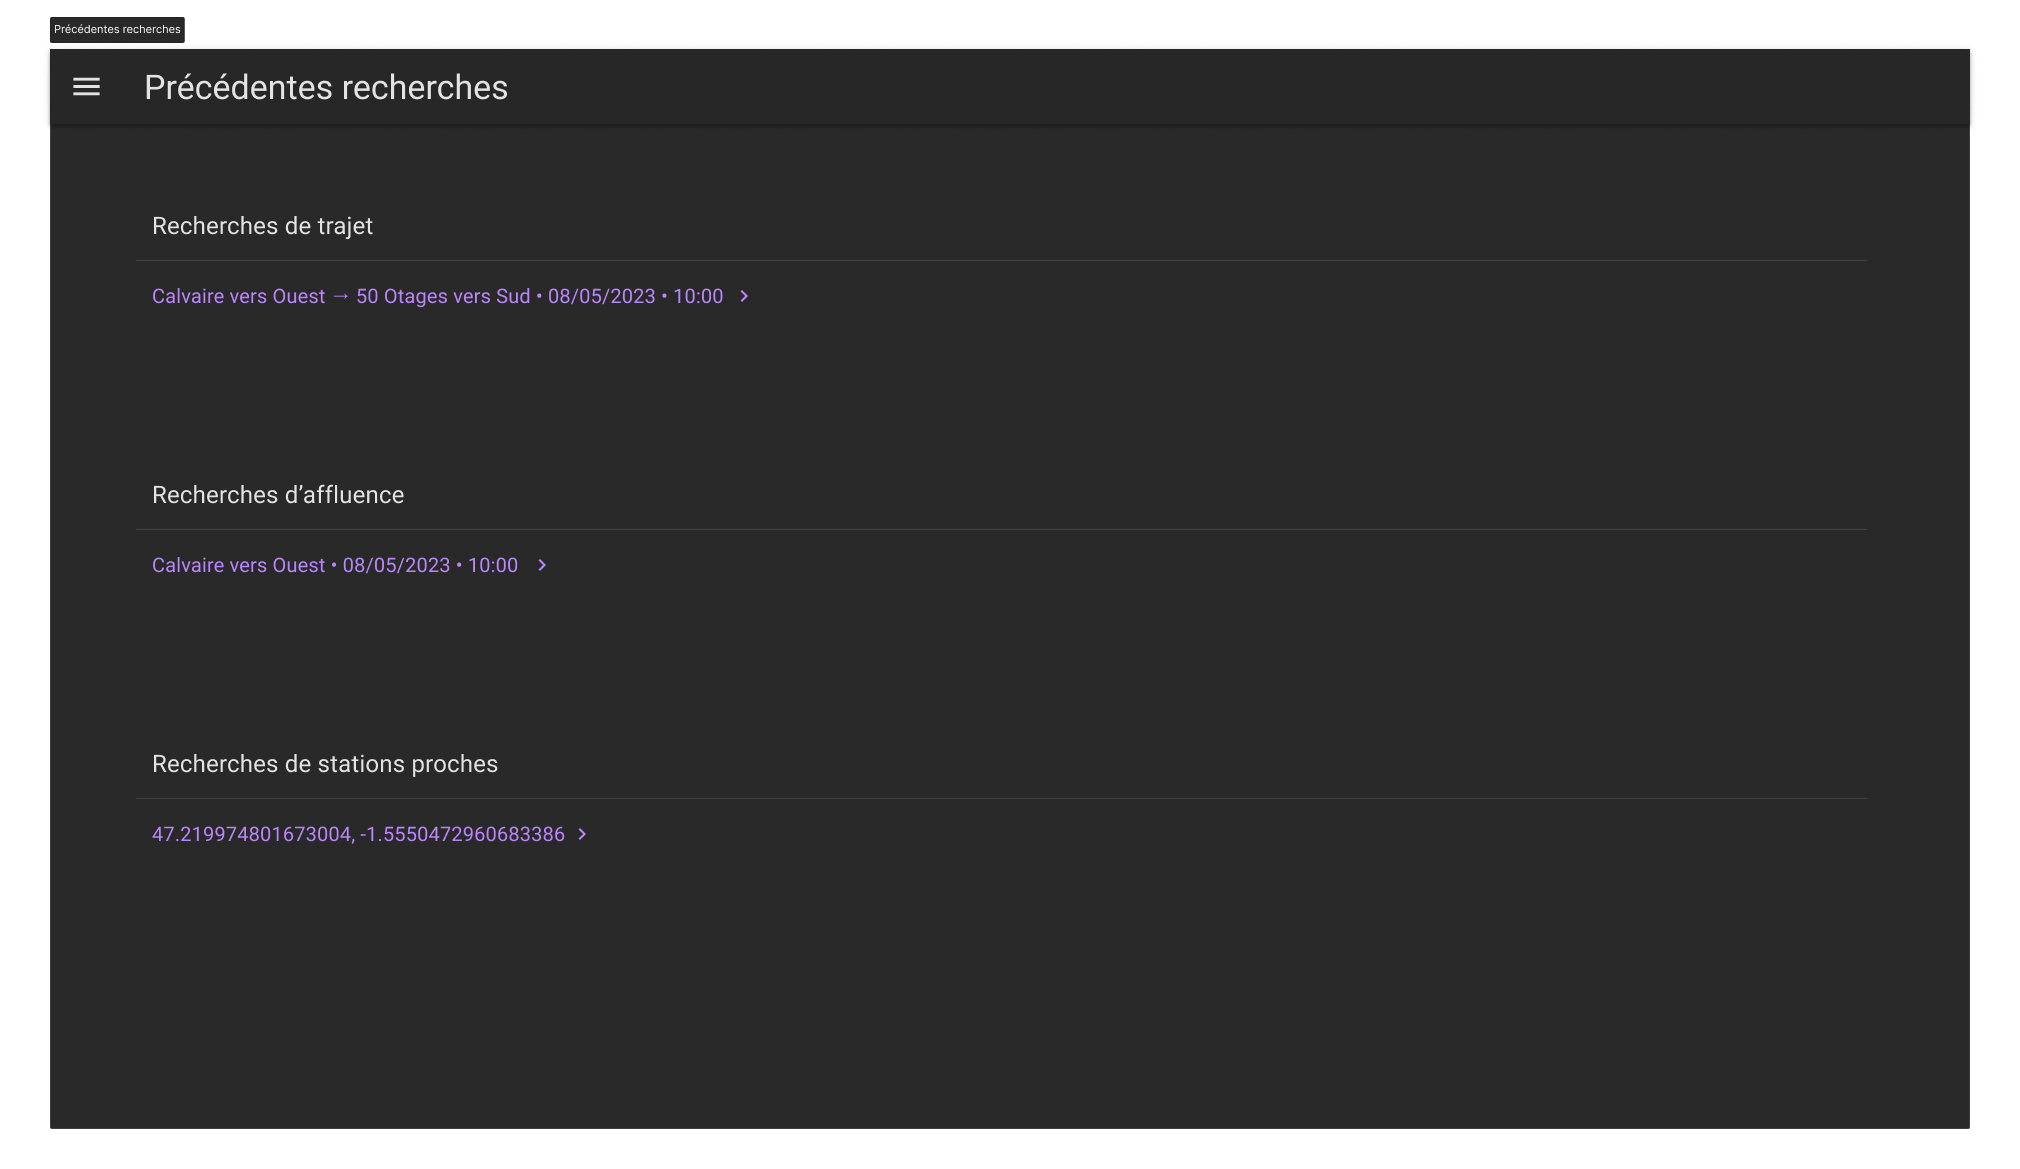 Précédentes recherches
Précédentes recherches
Recherches de trajet
Calvaire vers Ouest → 50 Otages vers Sud • 08/05/2023 • 10:00
Recherches d’affluence
Calvaire vers Ouest • 08/05/2023 • 10:00
Recherches de stations proches
47.219974801673004, -1.5550472960683386